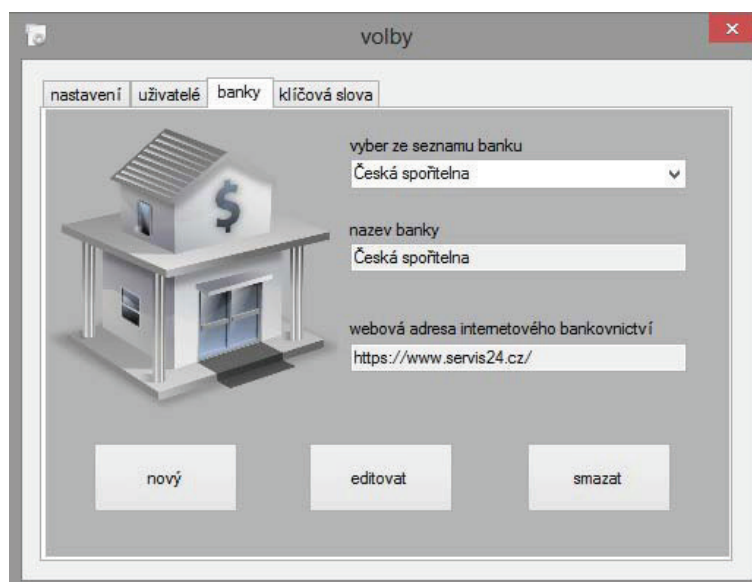 volby
nastavení uživatelé banky klíčová slova
vyber ze seznamu banku
Česká spořitelna
nazev banky
Česká spořitelna
webová adresa internetového bankovnictví
https://www.servis24.cz/
nový editovat smazat